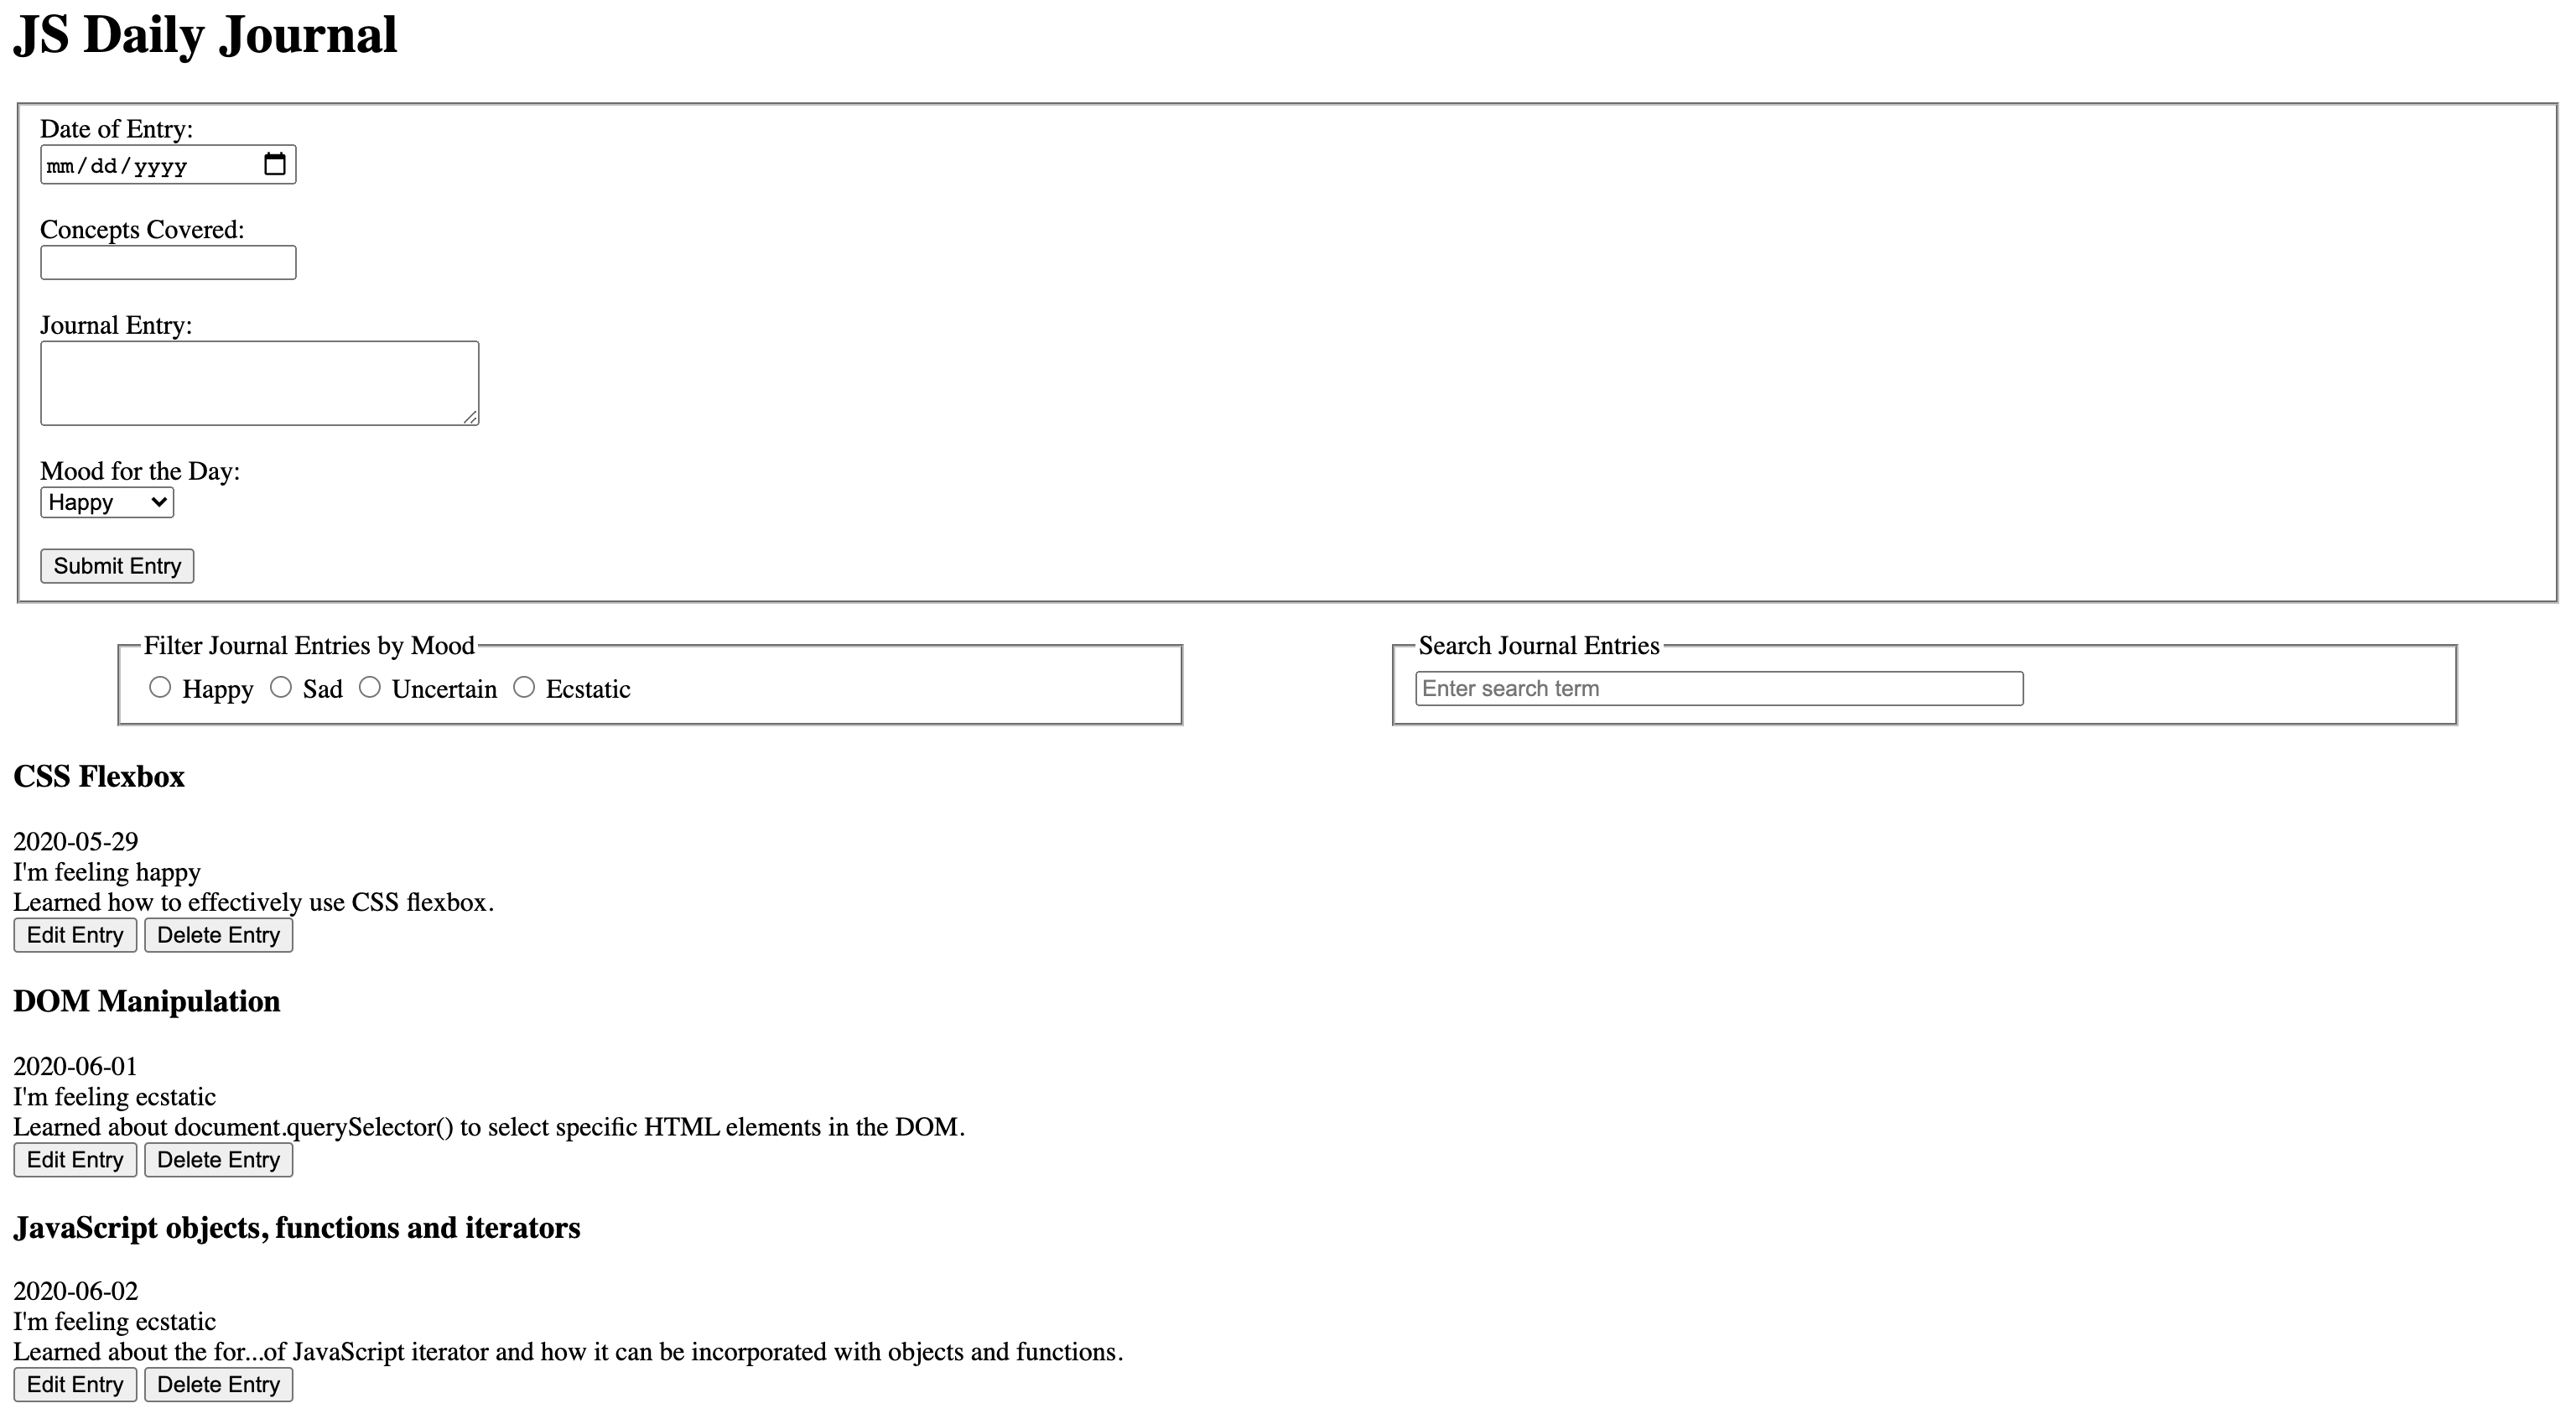 JS Daily Journal
Date of Entry:
mm/dd/yyyy
Concepts Covered:
Journal Entry:
Mood for the Day:
Happy
Submit Entry
Filter Journal Entries by Mood
Happy Sad Uncertain Ecstatic
Search Journal Entries
Enter search term
CSS Flexbox
2020-05-29
I'm feeling happy
Learned how to effectively use CSS flexbox.
Edit Entry Delete Entry
DOM Manipulation
2020-06-01
I'm feeling ecstatic
Learned about document.querySelector() to select specific HTML elements in the DOM.
Edit Entry Delete Entry
JavaScript objects, functions and iterators
2020-06-02
I'm feeling ecstatic
Learned about the for...of JavaScript iterator and how it can be incorporated with objects and functions.
Edit Entry Delete Entry